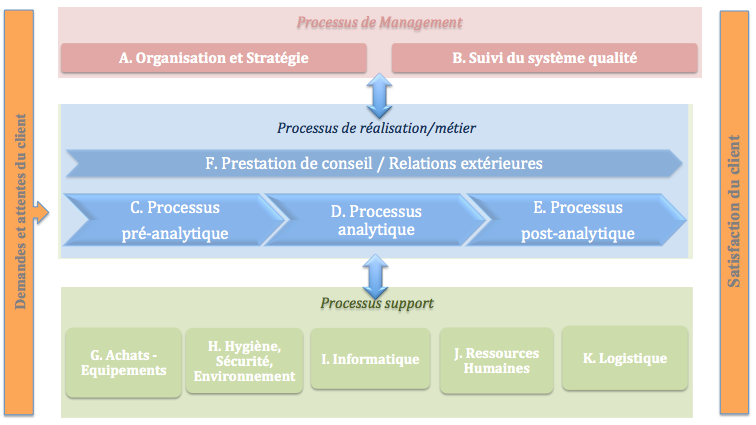 Processus de Management
A. Organisation et Stratégie
B. Suivi du système qualité
Demandes et attentes du client
Processus de réalisation/métier
F. Prestation de conseil / Relations extérieures
C. Processus
pré-analytique
D. Processus
analytique
E. Processus
post-analytique
Satisfaction du client
Processus support
G. Achats -
Equipements
H. Hygiène,
Sécurité,
Environnement
I. Informatique
J. Ressources
Humaines
K. Logistique